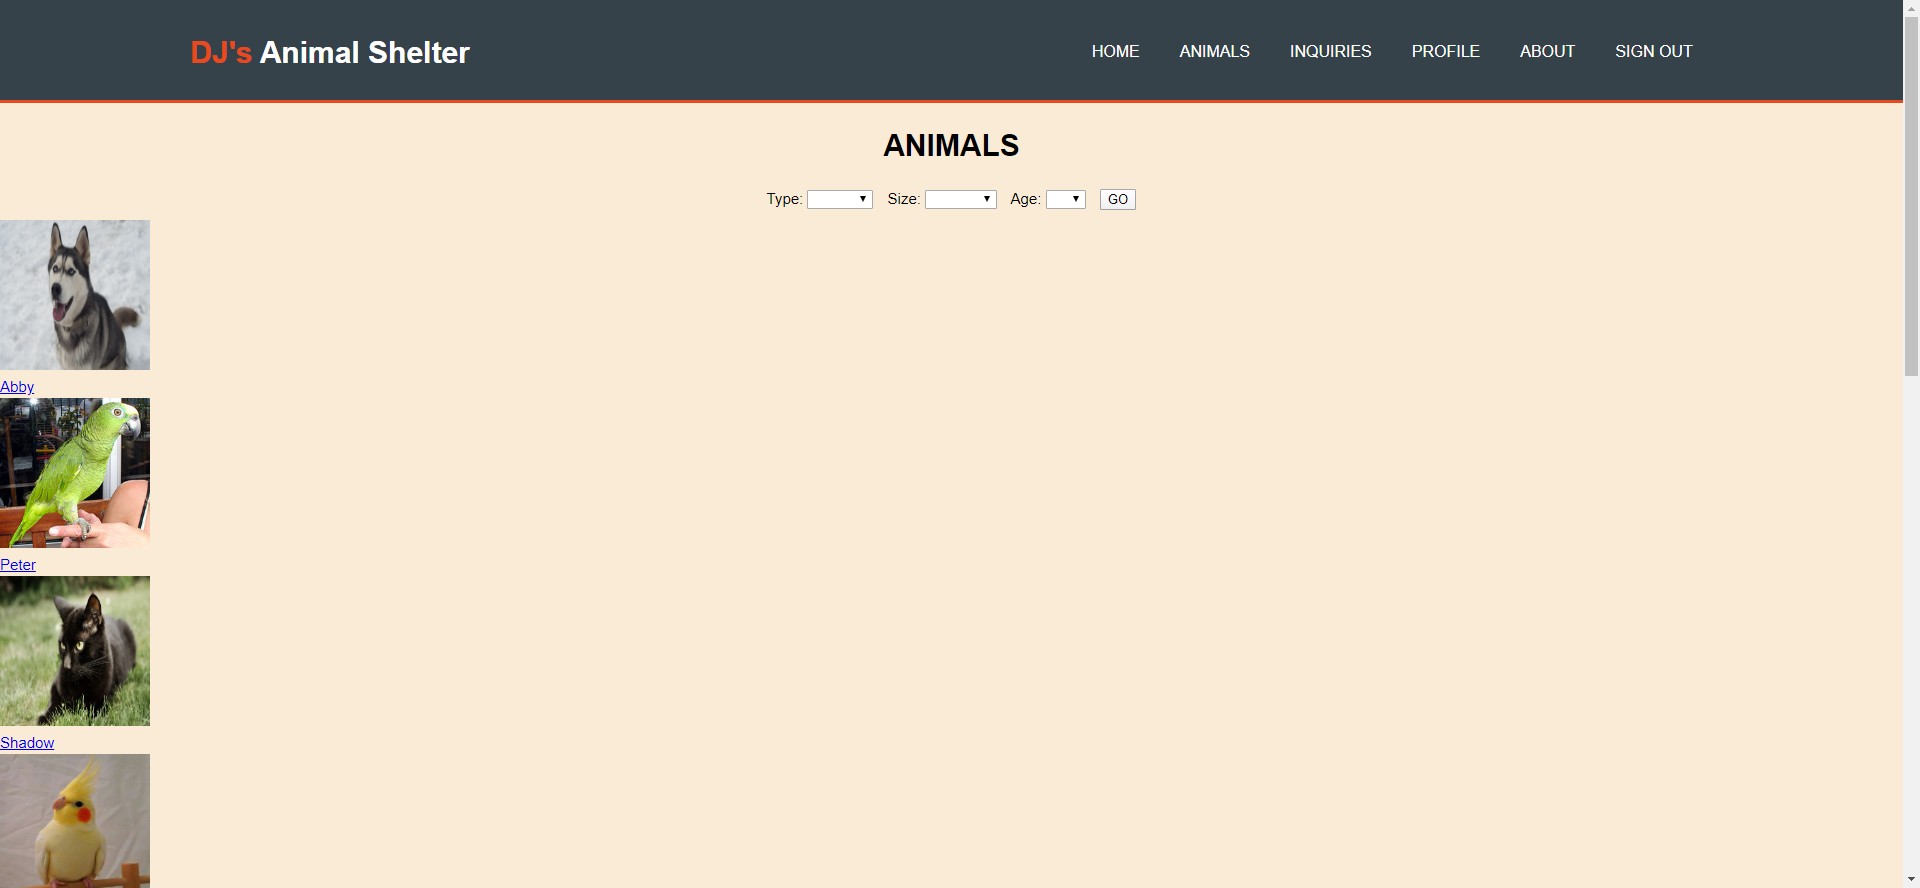 DJ's Animal Shelter
HOME ANIMALS INQUIRIES PROFILE ABOUT SIGN OUT
ANIMALS
Type: Size: Age: GO
Abby
Peter
Shadow